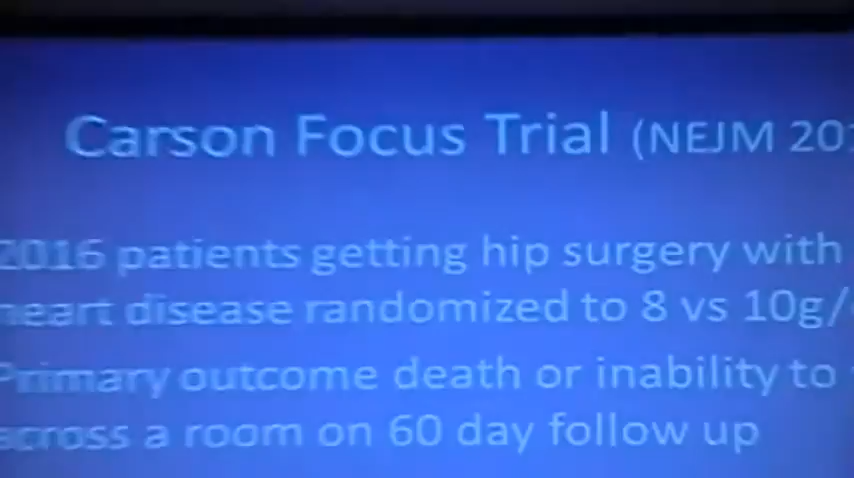 Carson Focus Trial (NEJM 201
2016 patients getting hip surgery with
heart disease randomized to 8 vs 10g/
Primary outcome death or inability to
across a room on 60 day follow up